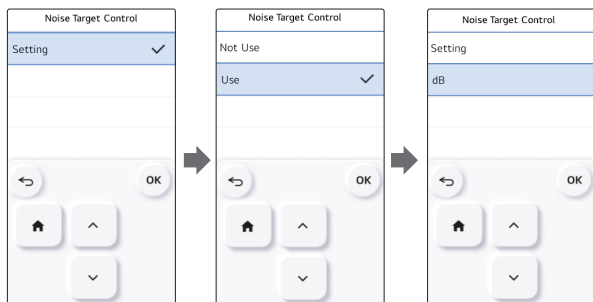 Noise Target Control
Setting
OK
Noise Target Control
Not Use
Use
OK
Noise Target Control
Setting
dB
OK